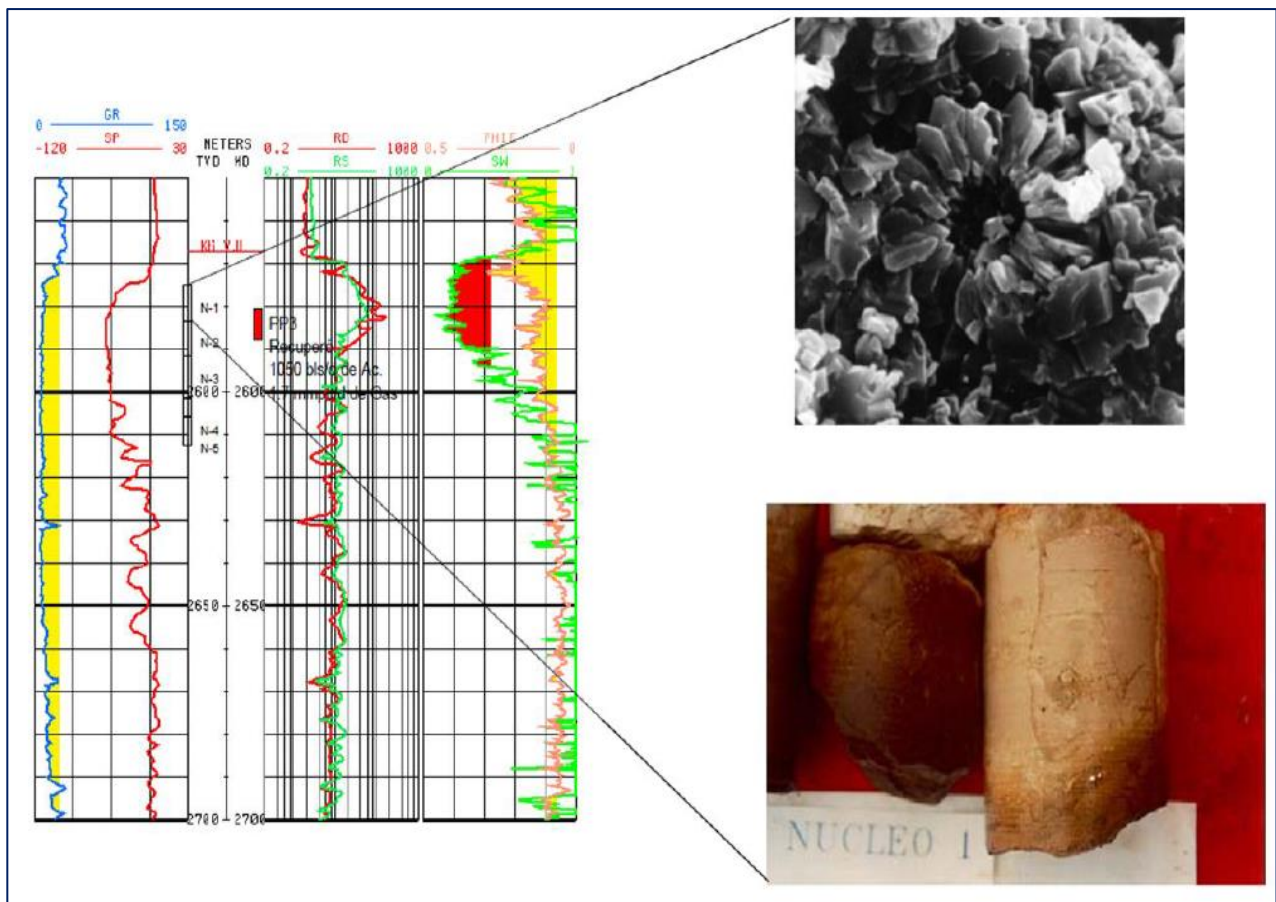 GR
0 150
SP
-120 30
METERS
TVD MD
RD
0.2 1000
RS
0.2 1000
PHIE
0.5 0
SW
0 1
N-1
N-2
N-3
N-4
N-5
PP3
Recuperó
1050 bls/d de Ac.
de Gas
2600 2600
2650 2650
2700 2700
NUCLEO 1